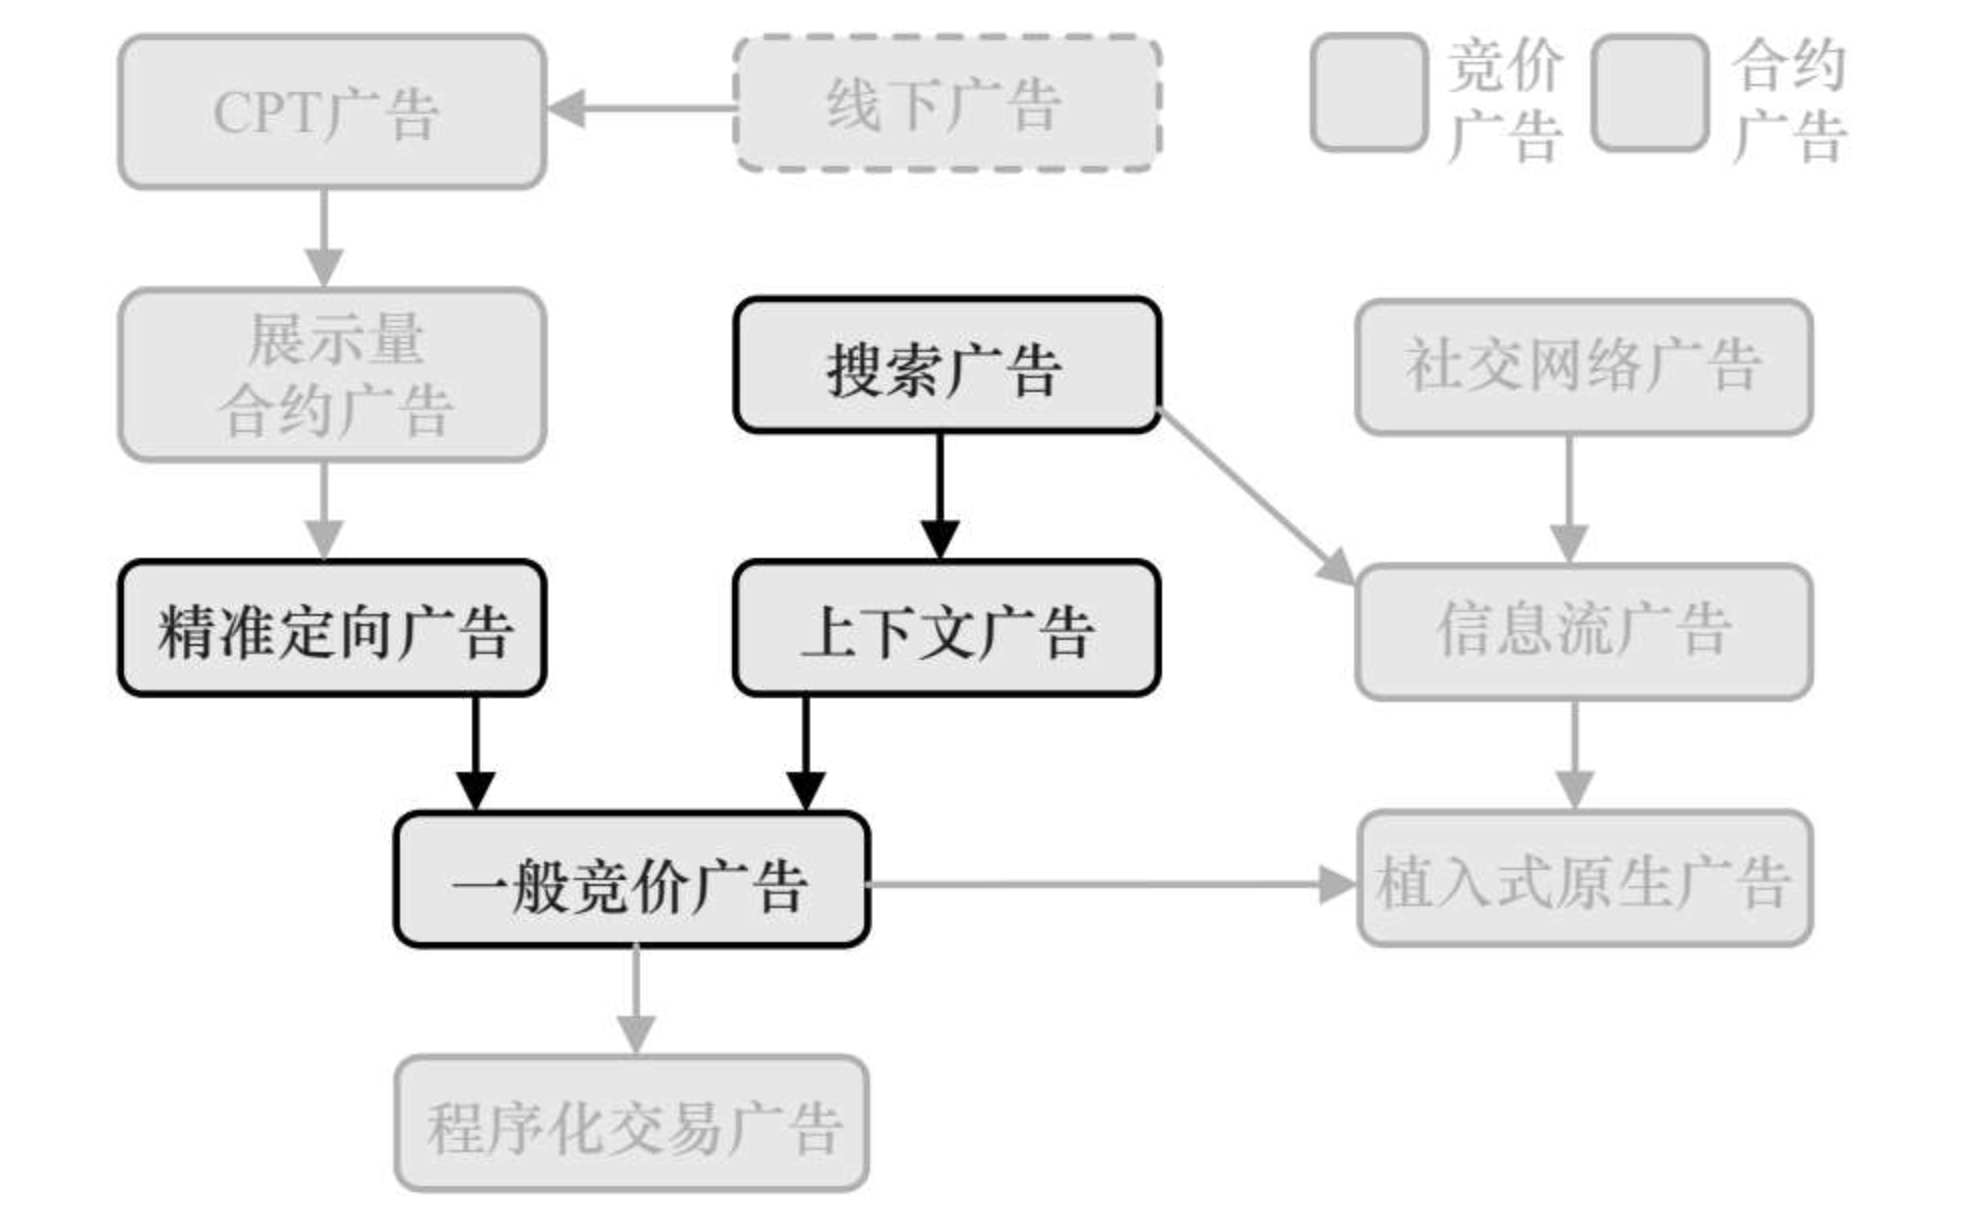 CPT广告
线下广告
竞价
广告
合约
广告
展示量
合约广告
搜索广告
社交网络广告
精准定向广告
上下文广告
信息流广告
一般竞价广告
植入式原生广告
程序化交易广告